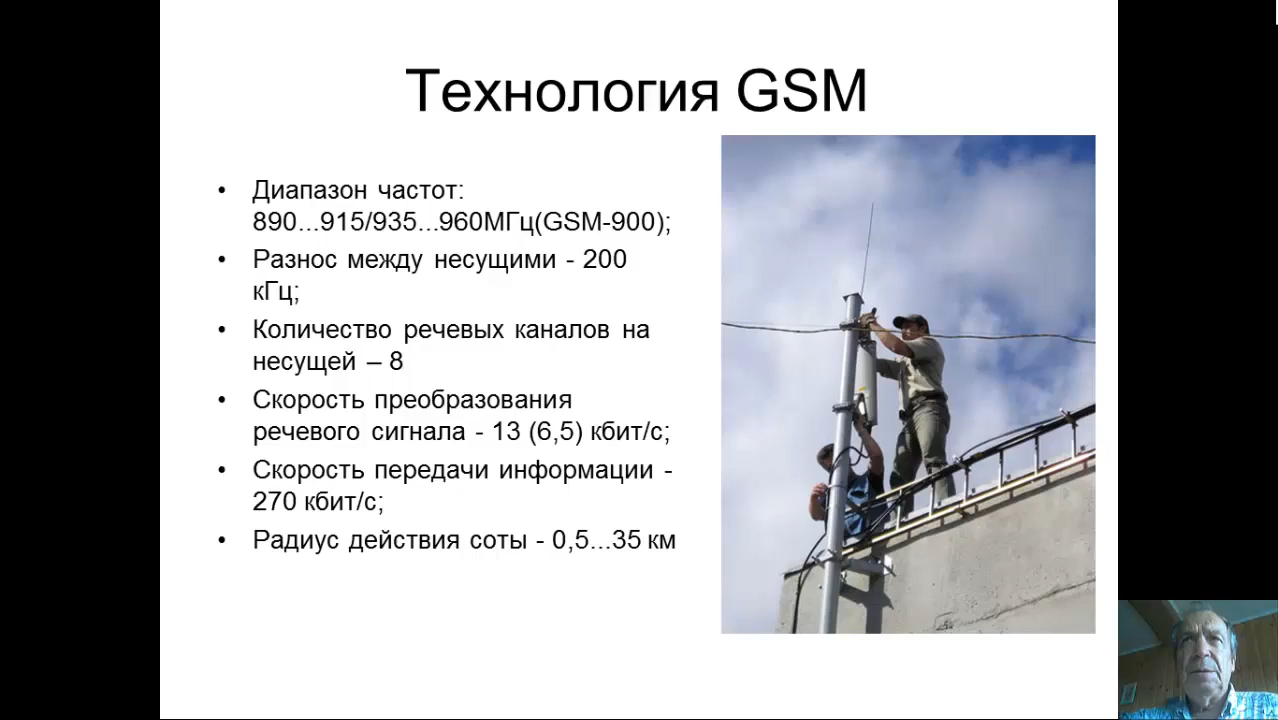 Технология GSM
• Диапазон частот:
890...915/935...960МГц(GSM-900);
• Разнос между несущими - 200
кГц;
• Количество речевых каналов на
несущей – 8
• Скорость преобразования
речевого сигнала - 13 (6,5) кбит/с;
• Скорость передачи информации -
270 кбит/с;
• Радиус действия соты - 0,5...35 км